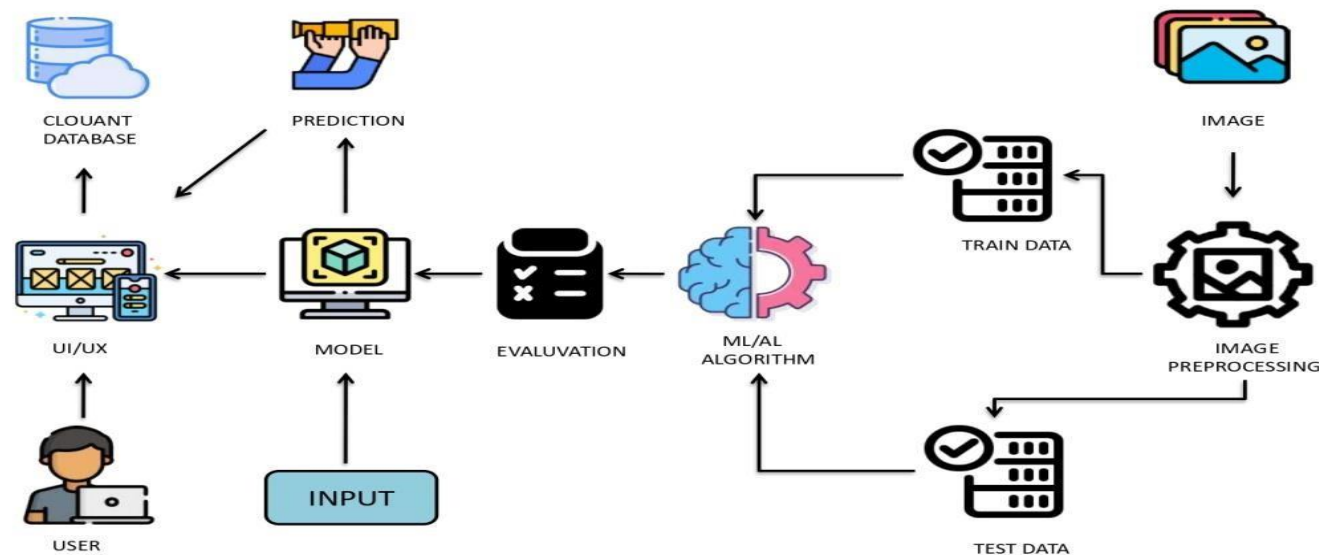 CLOUANT
DATABASE
PREDICTION
IMAGE
TRAIN DATA
UI/UX
MODEL
EVALUVATION
ML/AL
ALGORITHM
IMAGE
PREPROCESSING
INPUT
USER
TEST DATA